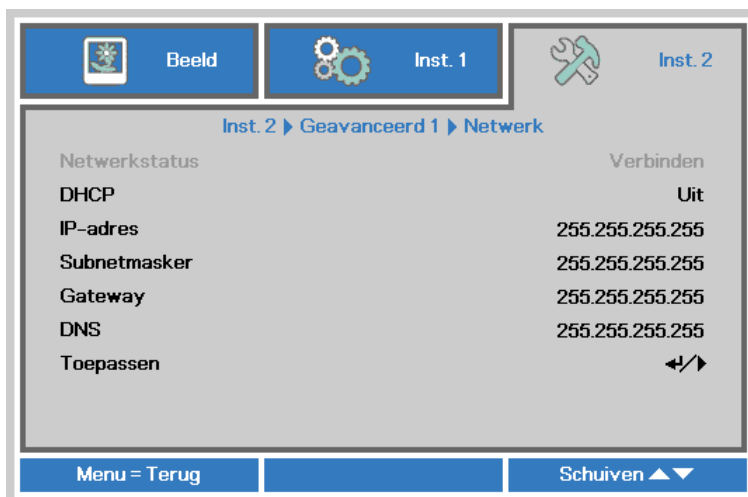 Beeld Inst. 1 Inst. 2
Inst. 2 ▶ Geavanceerd 1 ▶ Netwerk
Netwerkstatus Verbinden
DHCP Uit
IP-adres 255.255.255.255
Subnetmasker 255.255.255.255
Gateway 255.255.255.255
DNS 255.255.255.255
Toepassen ↵/▶
Menu = Terug Schuiven ▲▼